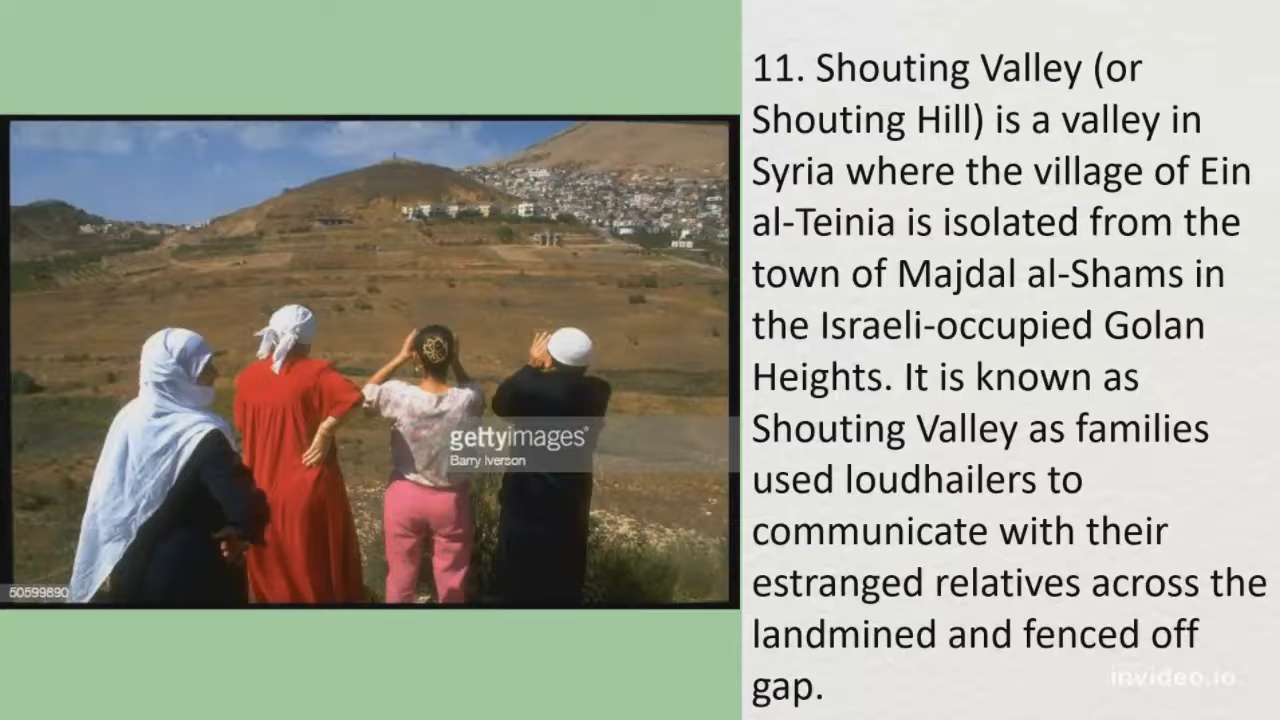 11. Shouting Valley (or
Shouting Hill) is a valley in
Syria where the village of Ein
al-Teinia is isolated from the
town of Majdal al-Shams in
the Israeli-occupied Golan
Heights. It is known as
Shouting Valley as families
used loudhailers to
communicate with their
estranged relatives across the
landmined and fenced off
gap.
gettyimages®
Barry Iverson
50599890
invideo.io